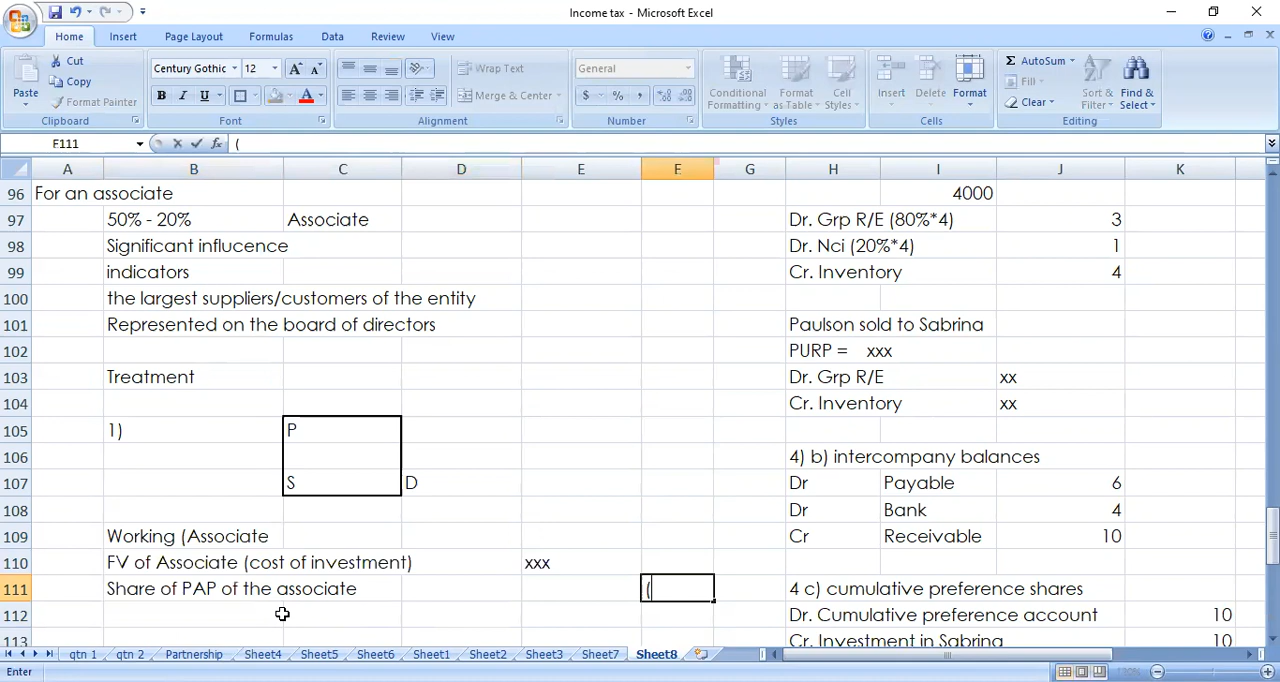 Income tax - Microsoft Excel
Home Insert Page Layout Formulas Data Review View
Paste Cut Copy Format Painter Clipboard
Century Gothic 12 A A B I U A Font
Wrap Text Merge & Center Alignment
General $ % , Number
Conditional Formatting Format as Table Cell Styles Styles
Insert Delete Format Cells
Σ AutoSum Fill Clear Sort & Filter Find & Select Editing
F111 (
A B C D E F G H I J K
96 For an associate 4000
97 50% - 20% Associate Dr. Grp R/E (80%*4) 3
98 Significant influcence Dr. Nci (20%*4) 1
99 indicators Cr. Inventory 4
100 the largest suppliers/customers of the entity
101 Represented on the board of directors Paulson sold to Sabrina
102 PURP = xxx
103 Treatment Dr. Grp R/E xx
104 Cr. Inventory xx
105 1) P
106 4) b) intercompany balances
107 S D Dr Payable 6
108 Dr Bank 4
109 Working (Associate Cr Receivable 10
110 FV of Associate (cost of investment) xxx
111 Share of PAP of the associate ( 4 c) cumulative preference shares
112 Dr. Cumulative preference account 10
113 Cr. Investment in Sabrina 10
qtn 1 qtn 2 Partnership Sheet4 Sheet5 Sheet6 Sheet1 Sheet2 Sheet3 Sheet7 Sheet8
Enter